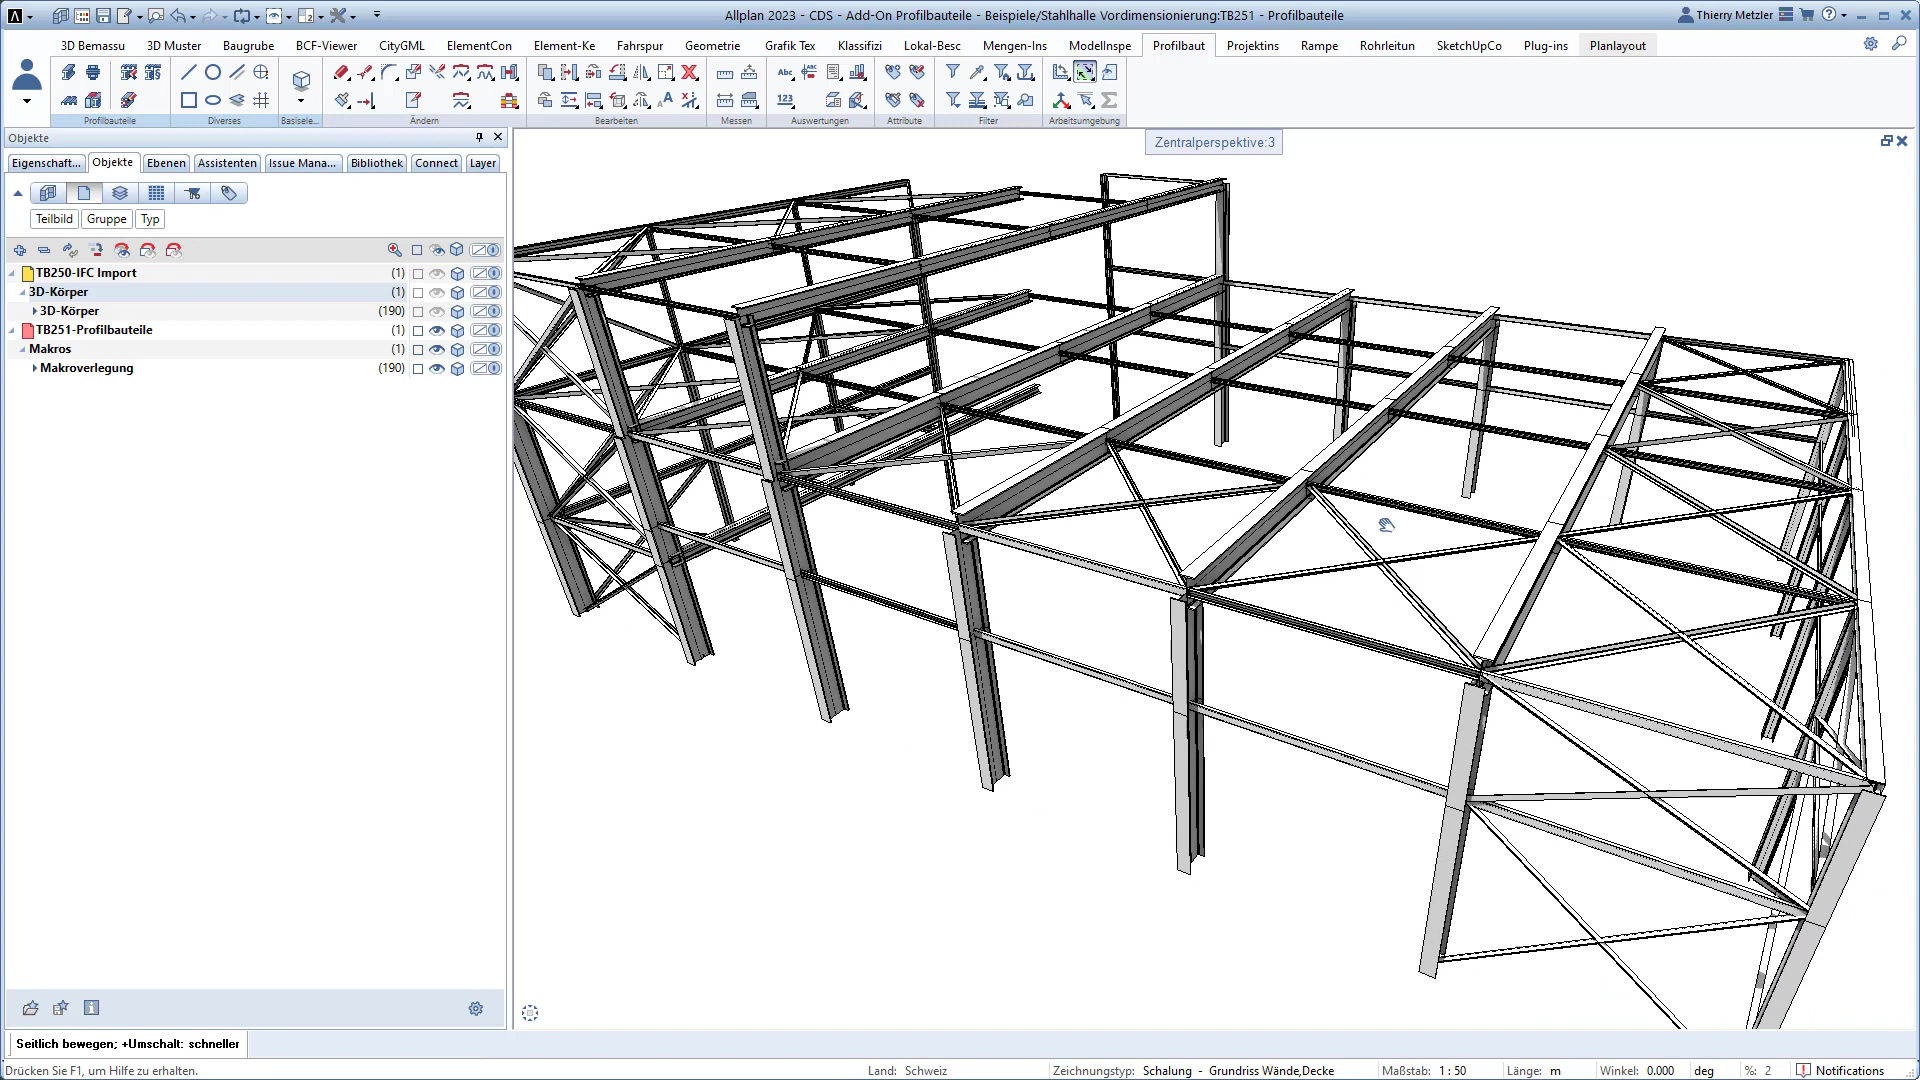 Allplan 2023 - CDS - Add-On Profilbauteile - Beispiele/Stahlhalle Vordimensionierung:TB251 - Profilbauteile
Thierry Metzler
3D Bemassu 3D Muster Baugrube BCF-Viewer CityGML ElementCon Element-Ke Fahrspur Geometrie Grafik Tex Klassifizi Lokal-Besc Mengen-Ins ModelInspe Profilbaut Projektins Rampe Rohrleitun SketchUpCo Plug-ins Planlayout
Abc
123
Profilbauteile Diverses Basisele... Ändern Bearbeiten Messen Auswertungen Attribute Filter Arbeitsumgebung
Objekte
Eigenschaft... Objekte Ebenen Assistenten Issue Mana... Bibliothek Connect Layer
Teilbild Gruppe Typ
TB250-IFC Import (1)
3D-Körper (1)
3D-Körper (190)
TB251-Profilbauteile (1)
Makros (1)
Makroverlegung (190)
Zentralperspektive:3
Seitlich bewegen; +Umschalt: schneller
Drücken Sie F1, um Hilfe zu erhalten. Land: Schweiz Zeichnungstyp: Schalung - Grundriss Wände,Decke Maßstab: 1 : 50 Länge: m Winkel: 0.000 deg %: 2 Notifications